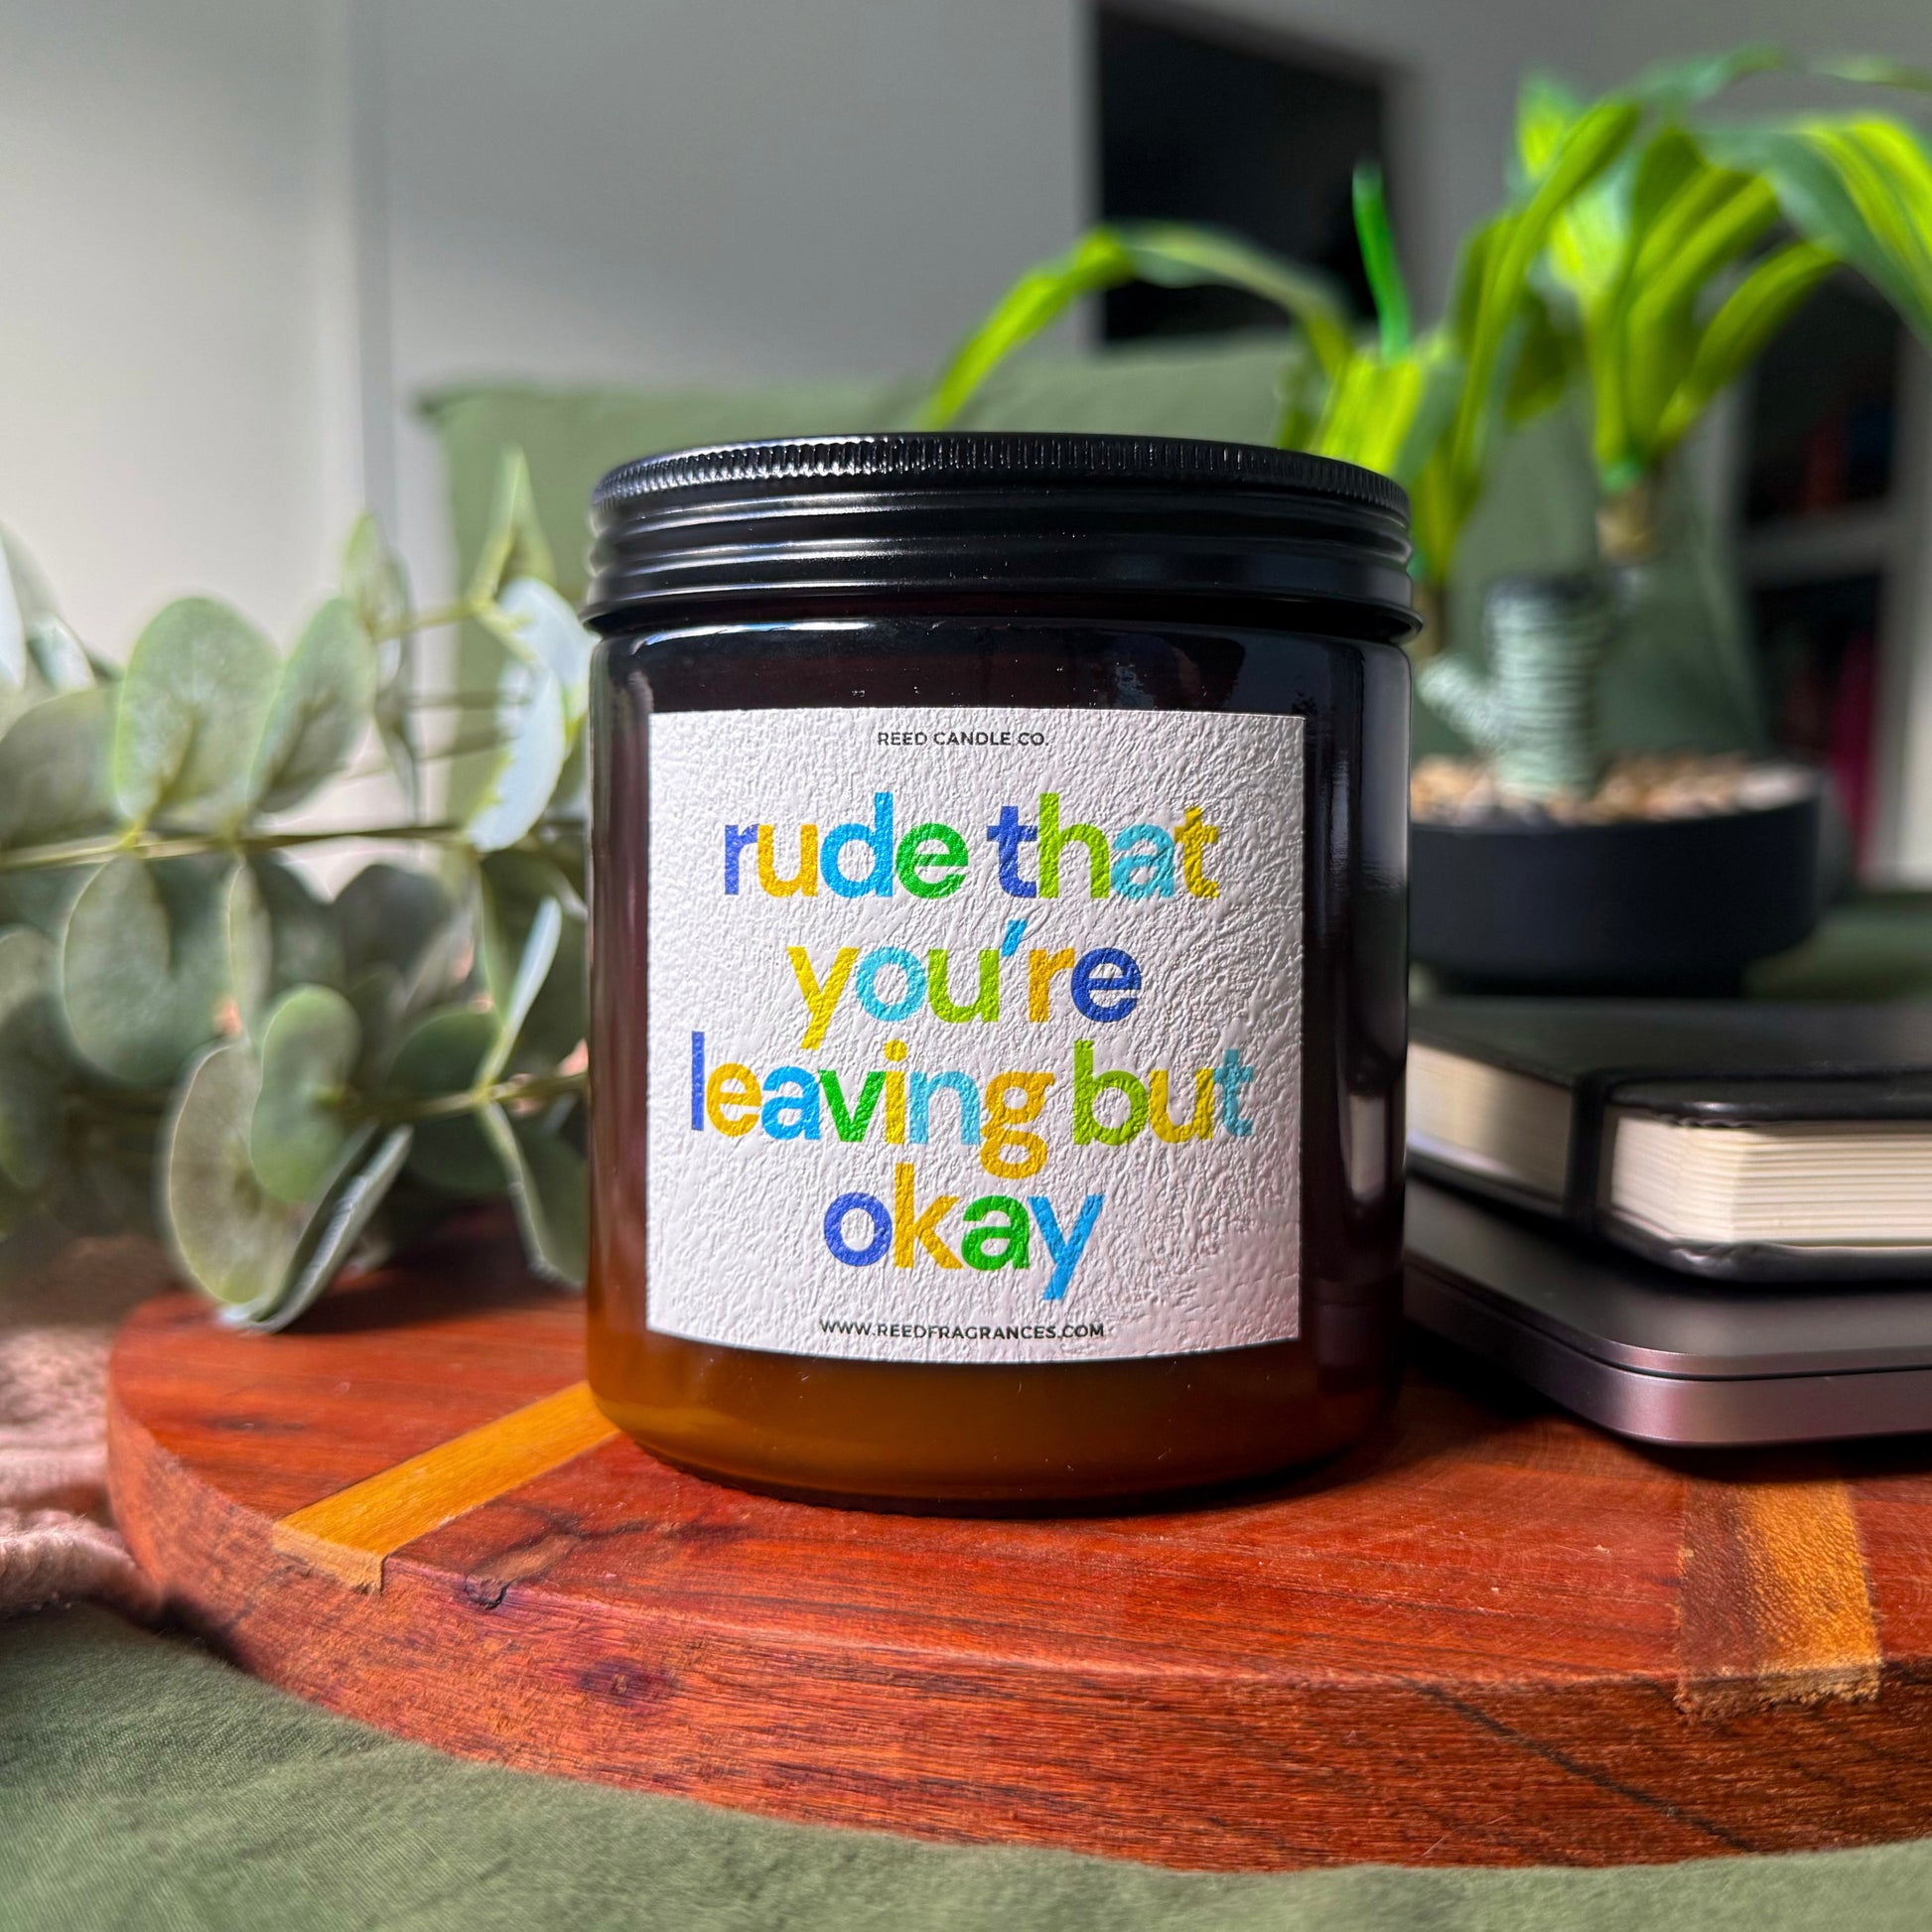 REED CANDLE CO.
rude that
you're
leaving but
okay
WWW.REEDFRAGRANCES.COM